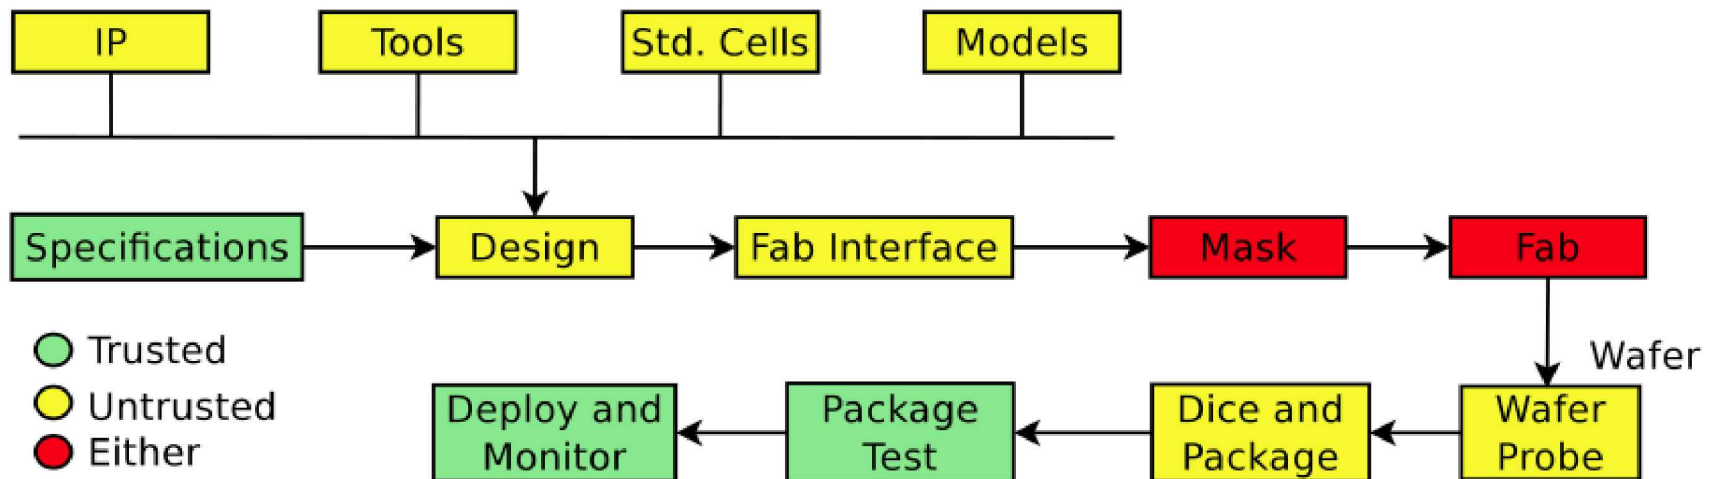 IP
Tools
Std. Cells
Models
Specifications
Design
Fab Interface
Mask
Fab
Trusted
Untrusted
Either
Wafer
Deploy and
Monitor
Package
Test
Dice and
Package
Wafer
Probe